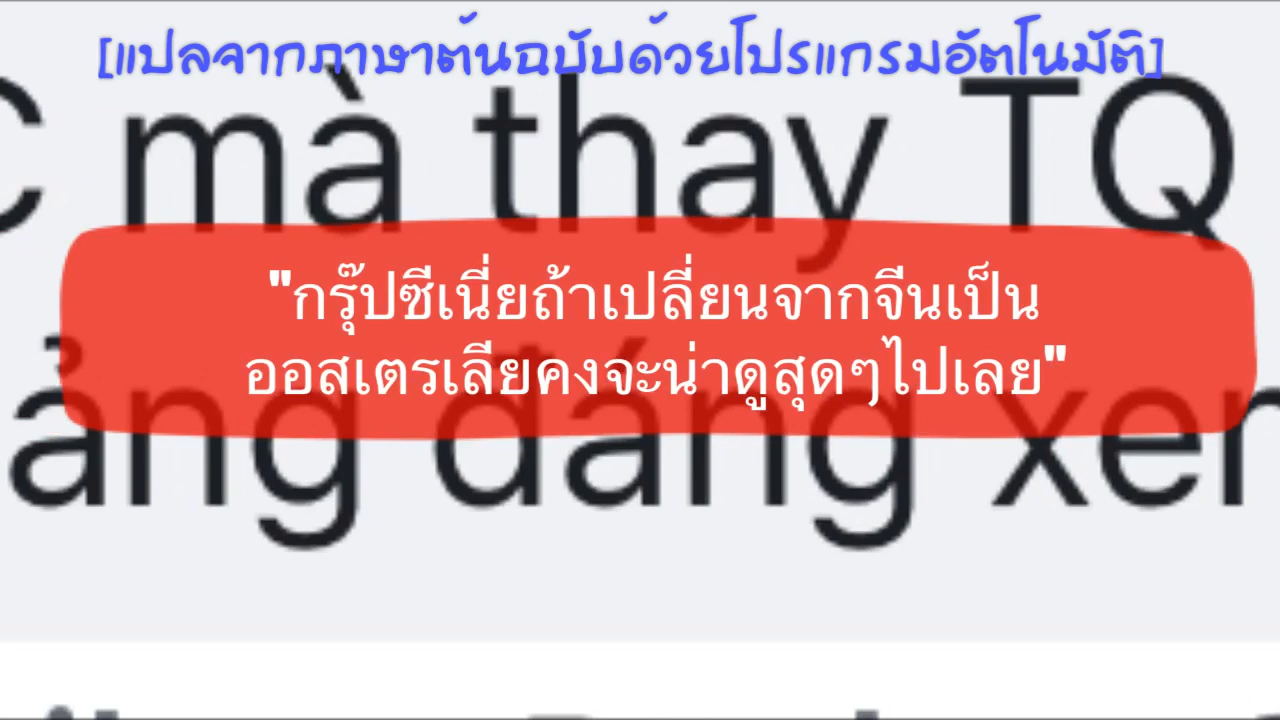 [แปลจากภาษาต้นฉบับด้วยโปรแกรมอัตโนมัติ]
C mà thay TQ
"กรุ๊ปซีเนี่ยถ้าเปลี่ยนจากจีนเป็น
ออสเตรเลียคงจะน่าดูสุดๆไปเลย"
ảng đáng xem